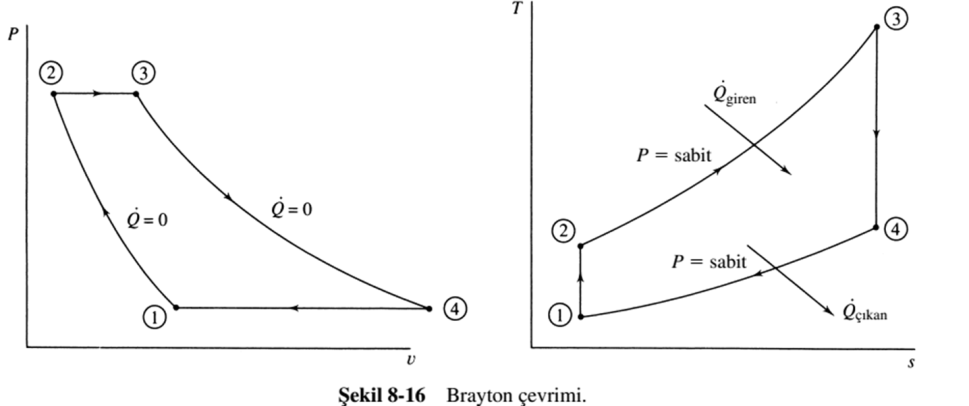 P
②
③
Q̇ = 0
Q̇ = 0
①
④
υ
T
③
Q̇giren
P = sabit
②
④
P = sabit
①
Q̇çıkan
s
Şekil 8-16 Brayton çevrimi.